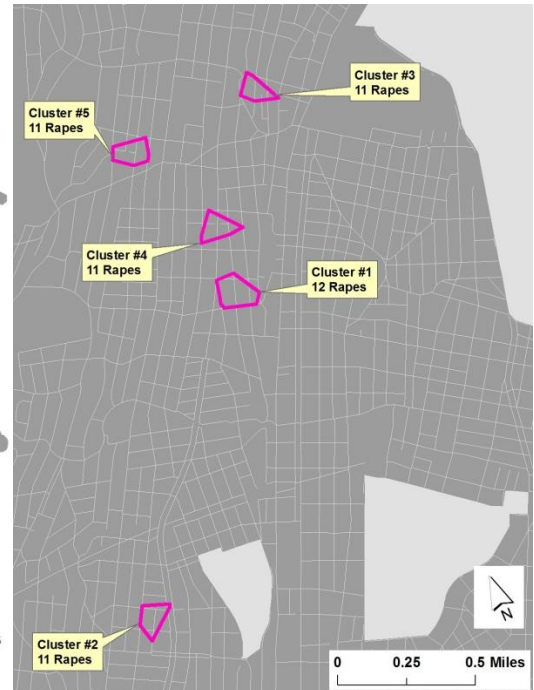 Cluster #3
11 Rapes
Cluster #5
11 Rapes
Cluster #4
11 Rapes
Cluster #1
12 Rapes
Cluster #2
11 Rapes
N
0 0.25 0.5 Miles